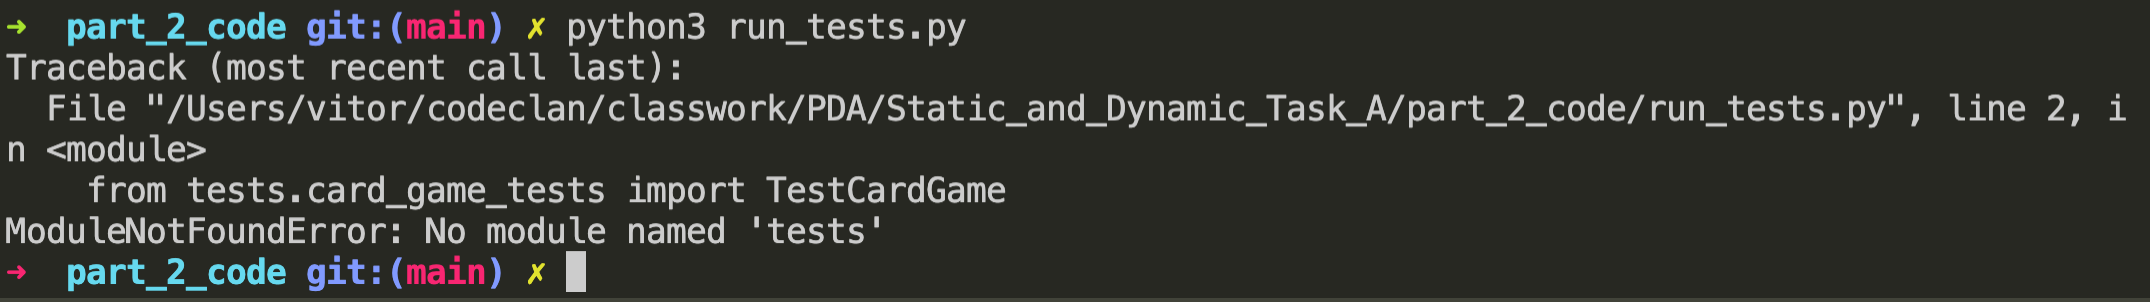 ➜  part_2_code git:(main) ✗ python3 run_tests.py
Traceback (most recent call last):
  File "/Users/vitor/codeclan/classwork/PDA/Static_and_Dynamic_Task_A/part_2_code/run_tests.py", line 2, i
n <module>
    from tests.card_game_tests import TestCardGame
ModuleNotFoundError: No module named 'tests'
➜  part_2_code git:(main) ✗